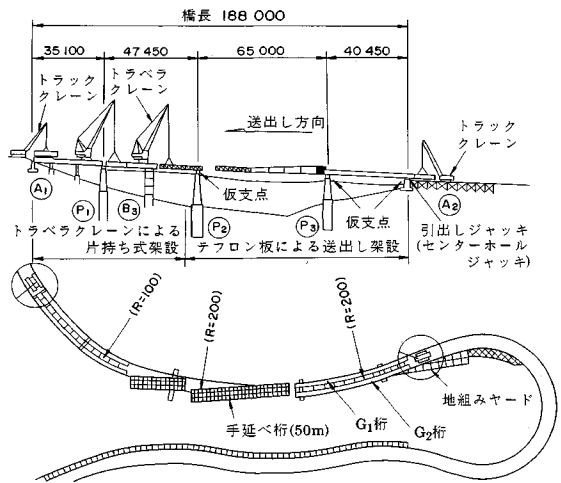 橋長 188 000
35 100
47 450
65 000
40 450
トラック
クレーン
トラベラ
クレーン
送出し方向
トラック
クレーン
仮支点
仮支点
A1
P1
B3
P2
P3
A2
トラベラクレーンによる
片持ち式架設
テフロン板による送出し架設
引出しジャッキ
(センターホール
ジャッキ)
(R=100)
(R=200)
(R=202)
手延べ桁(50m)
G1桁
G2桁
地組みヤード